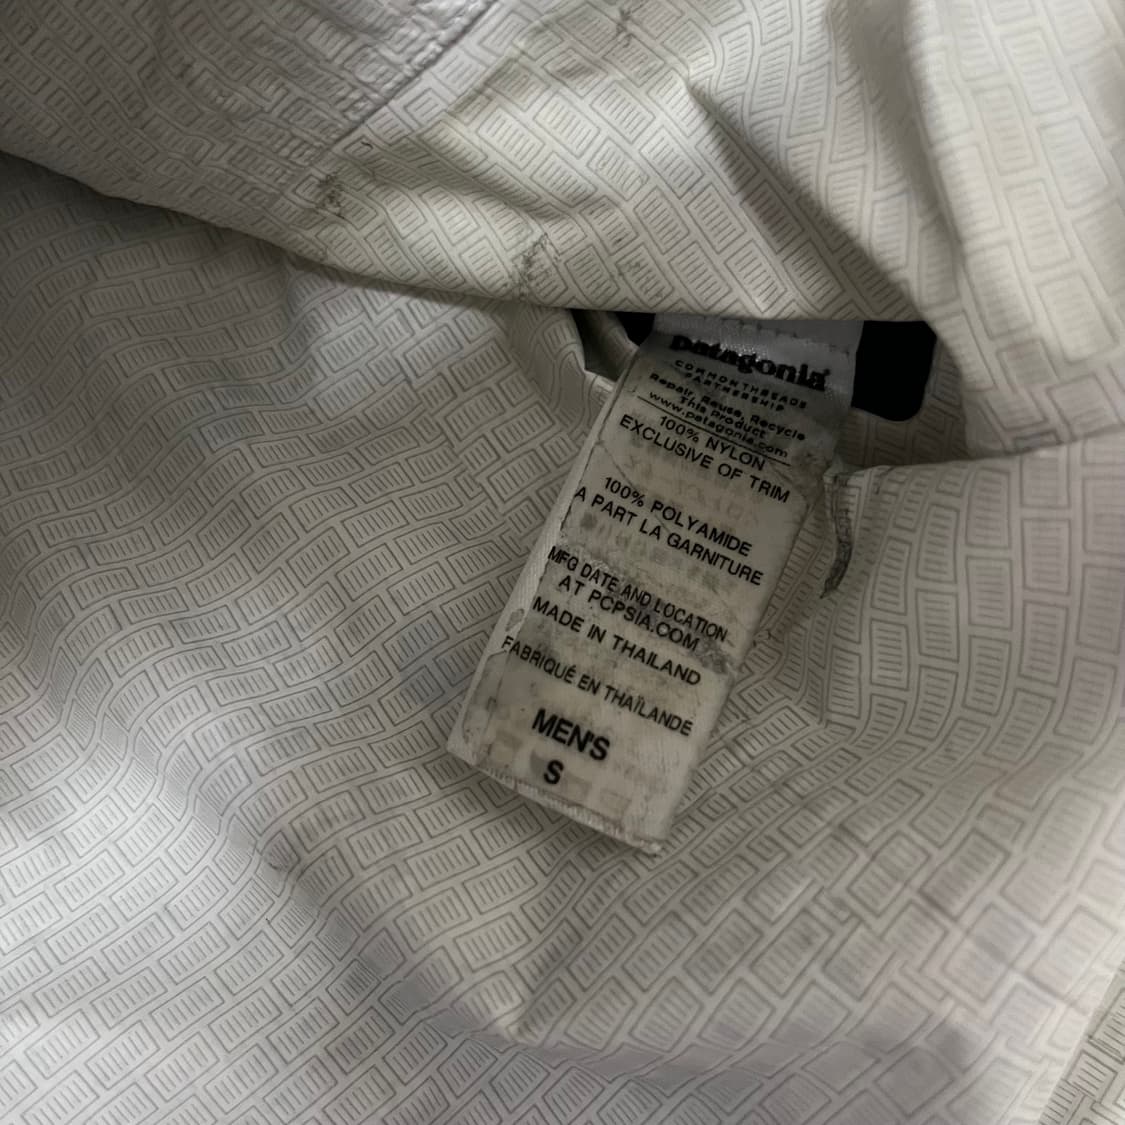 patagonia®
COMMON THREADS
PARTNERSHIP
Repair, Reuse, Recycle
This Product
www.patagonia.com
100% NYLON
EXCLUSIVE OF TRIM
100% POLYAMIDE
A PART LA GARNITURE
MFG DATE AND LOCATION
AT PCPSIA.COM
MADE IN THAILAND
FABRIQUÉ EN THAÏLANDE
MEN'S
S